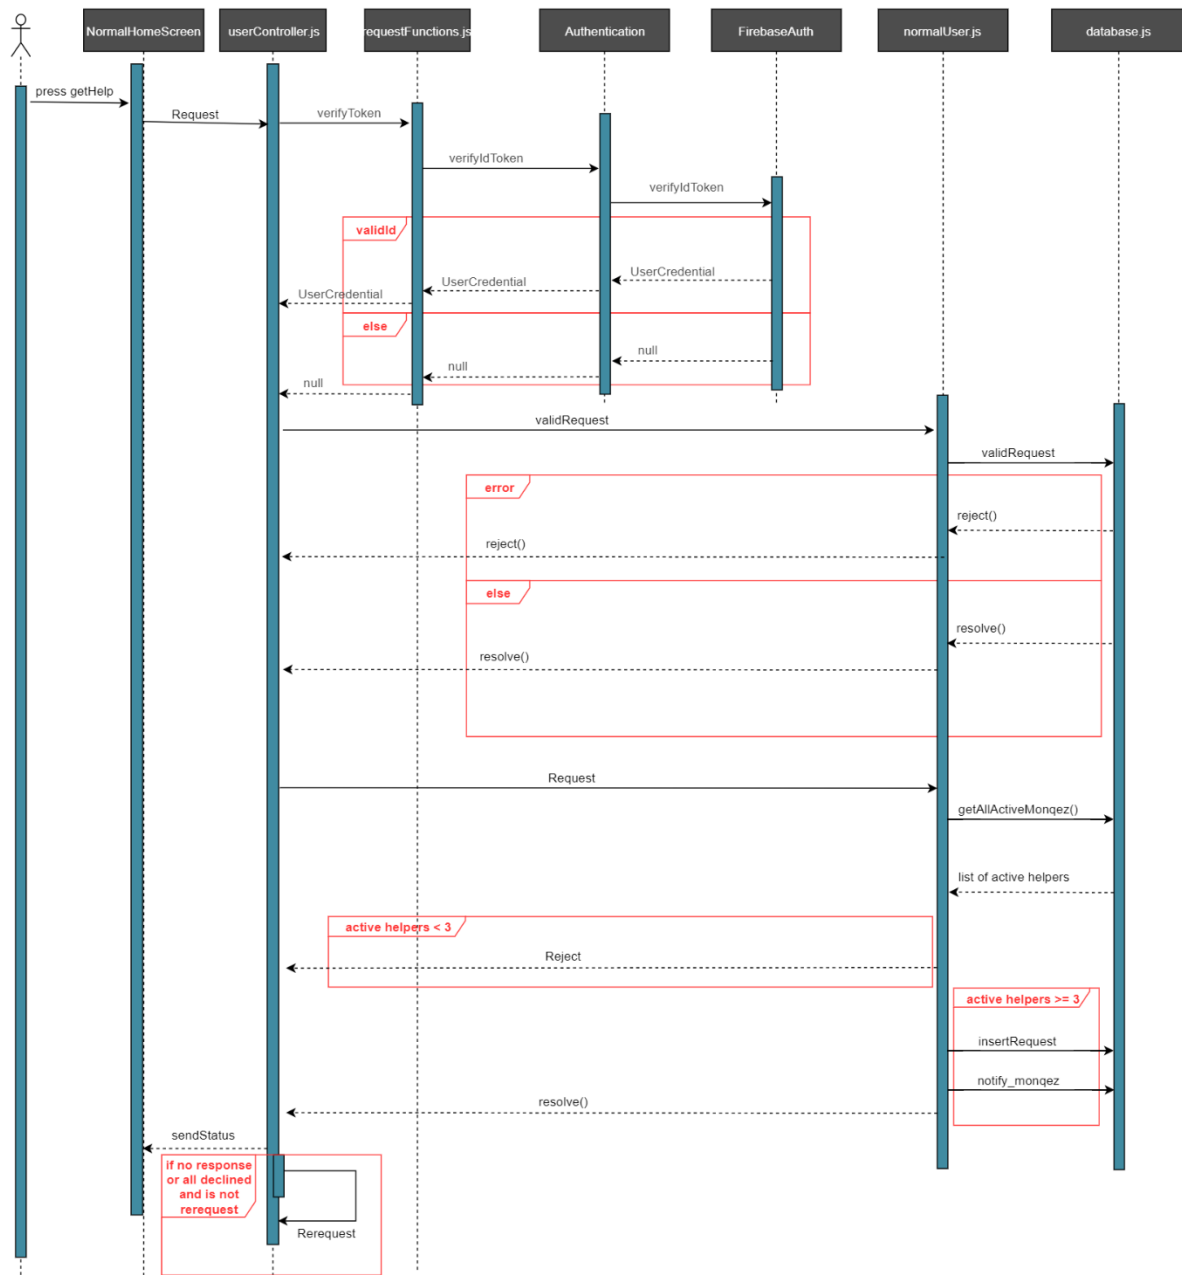 NormalHomeScreen
userController.js
requestFunctions.js
Authentication
FirebaseAuth
normalUser.js
database.js
press getHelp
Request
verifyToken
verifyIdToken
verifyIdToken
validId
UserCredential
UserCredential
UserCredential
else
null
null
null
validRequest
validRequest
error
reject()
reject()
else
resolve()
resolve()
Request
getAllActiveMonqez()
list of active helpers
active helpers < 3
Reject
active helpers >= 3
insertRequest
notify_monqez
resolve()
sendStatus
if no response
or all declined
and is not
rerequest
Rerequest